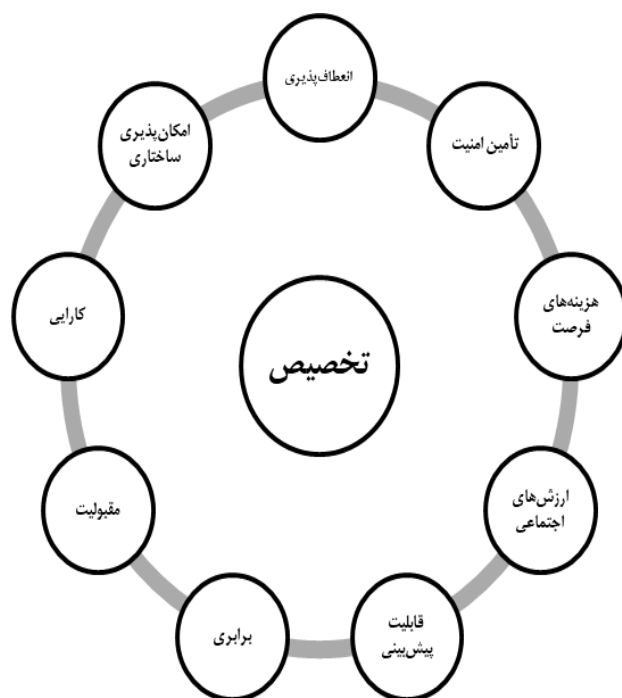 انعطاف‌پذیری
تأمین امنیت
هزینه‌های
فرصت
ارزش‌های
اجتماعی
قابلیت
پیش‌بینی
برابری
مقبولیت
کارایی
امکان‌پذیری
ساختاری
تخصیص